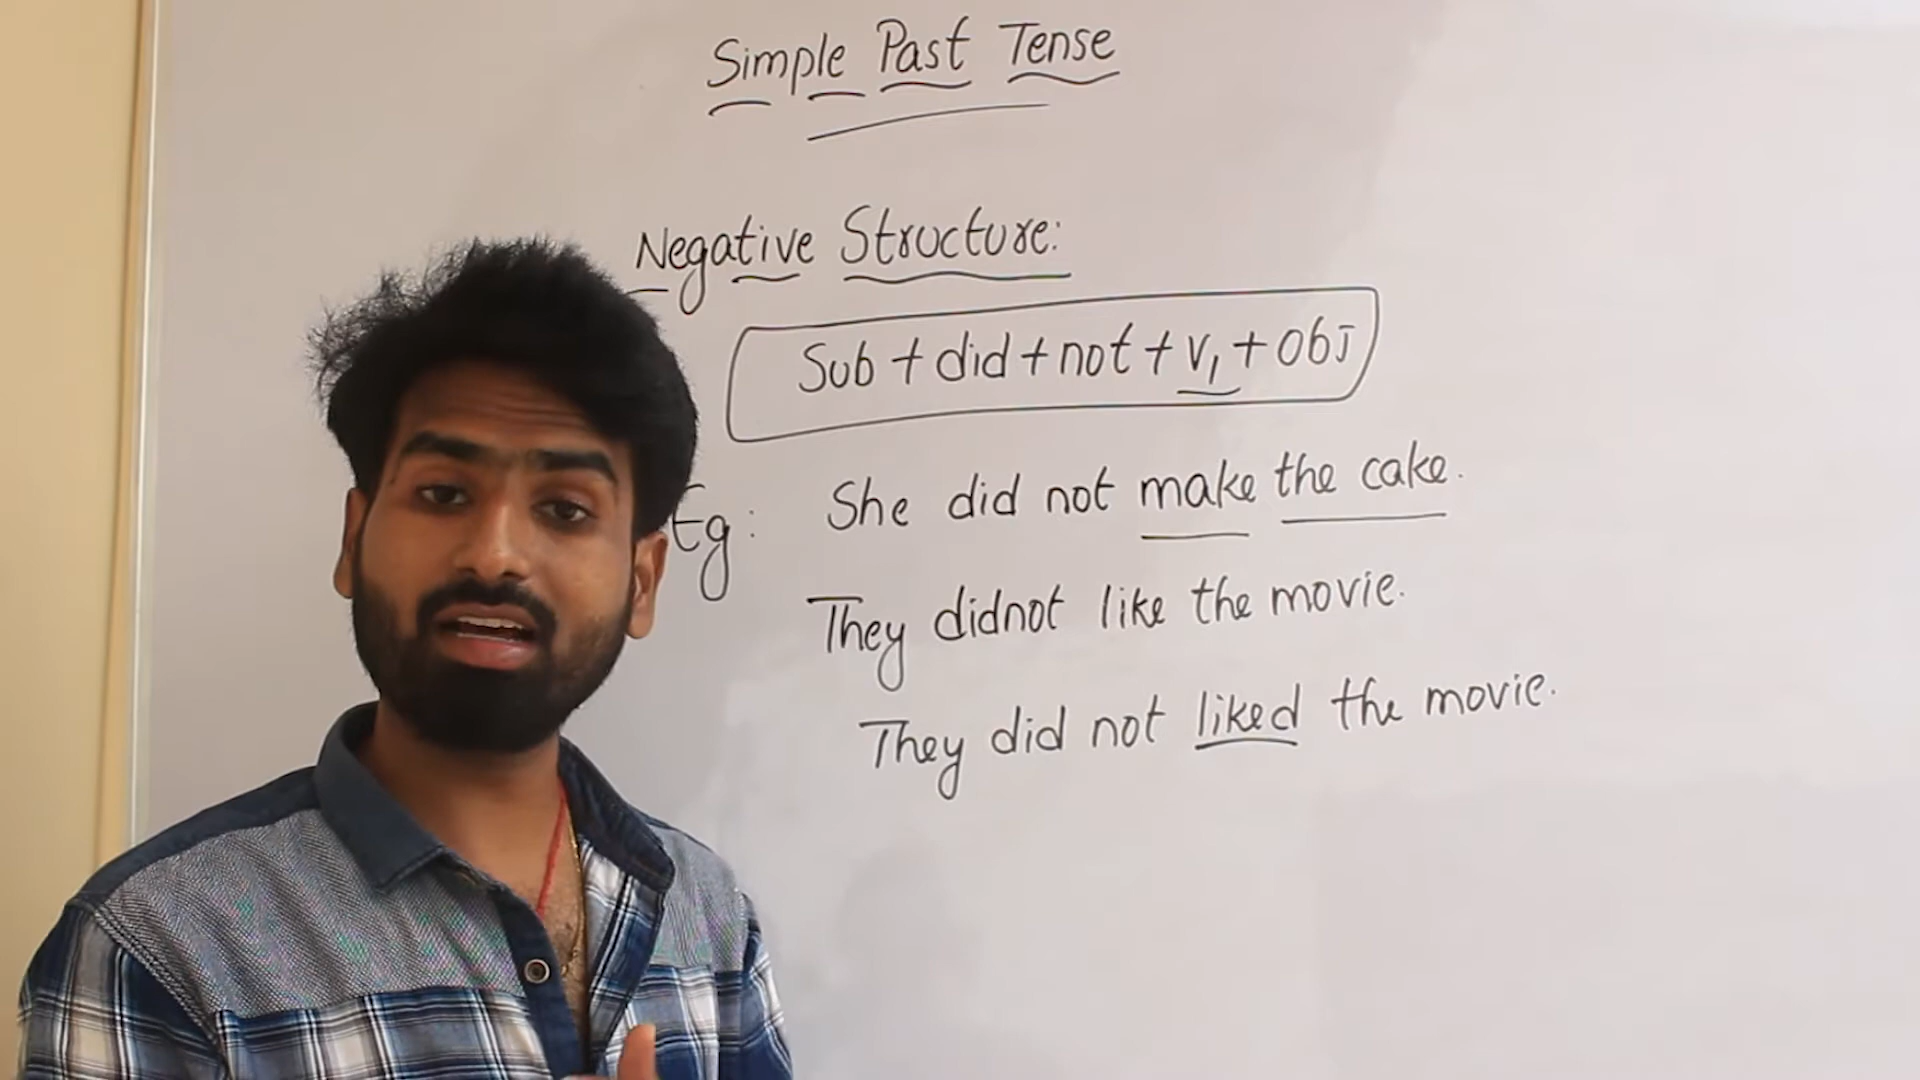 Simple Past Tense
Negative Structure:
Sub + did + not + V1 + obj
Eg: She did not make the cake.
They didnot like the movie.
They did not liked the movie.